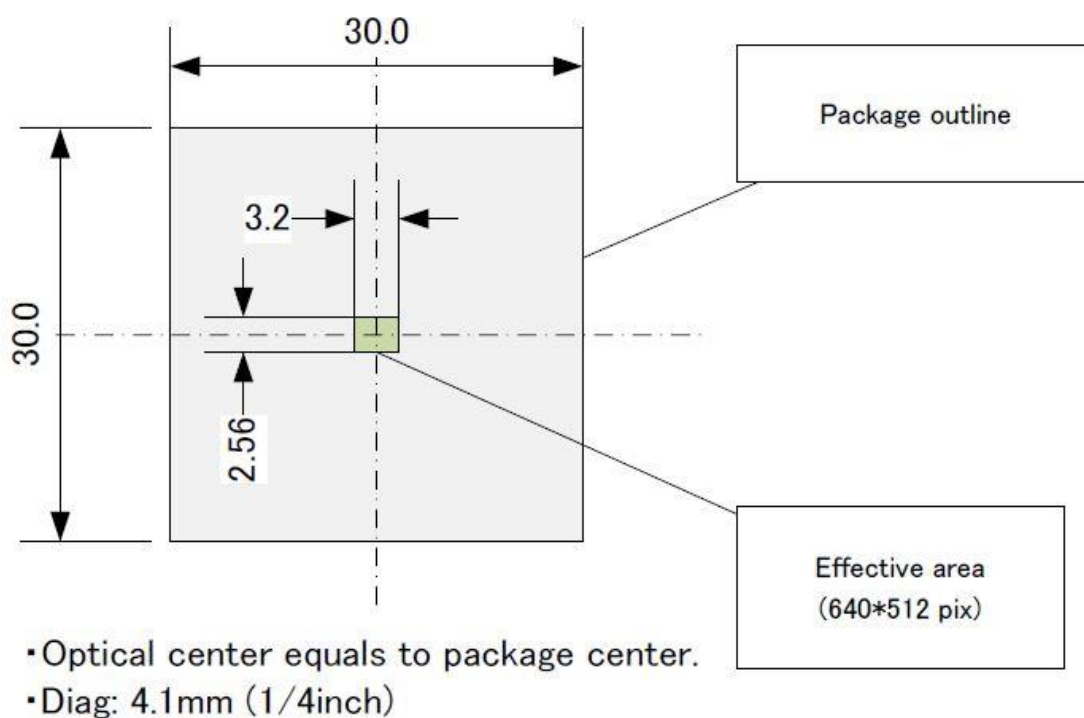 30.0
Package outline
3.2
30.0
2.56
Effective area
(640*512 pix)
・Optical center equals to package center.
・Diag: 4.1mm (1/4inch)